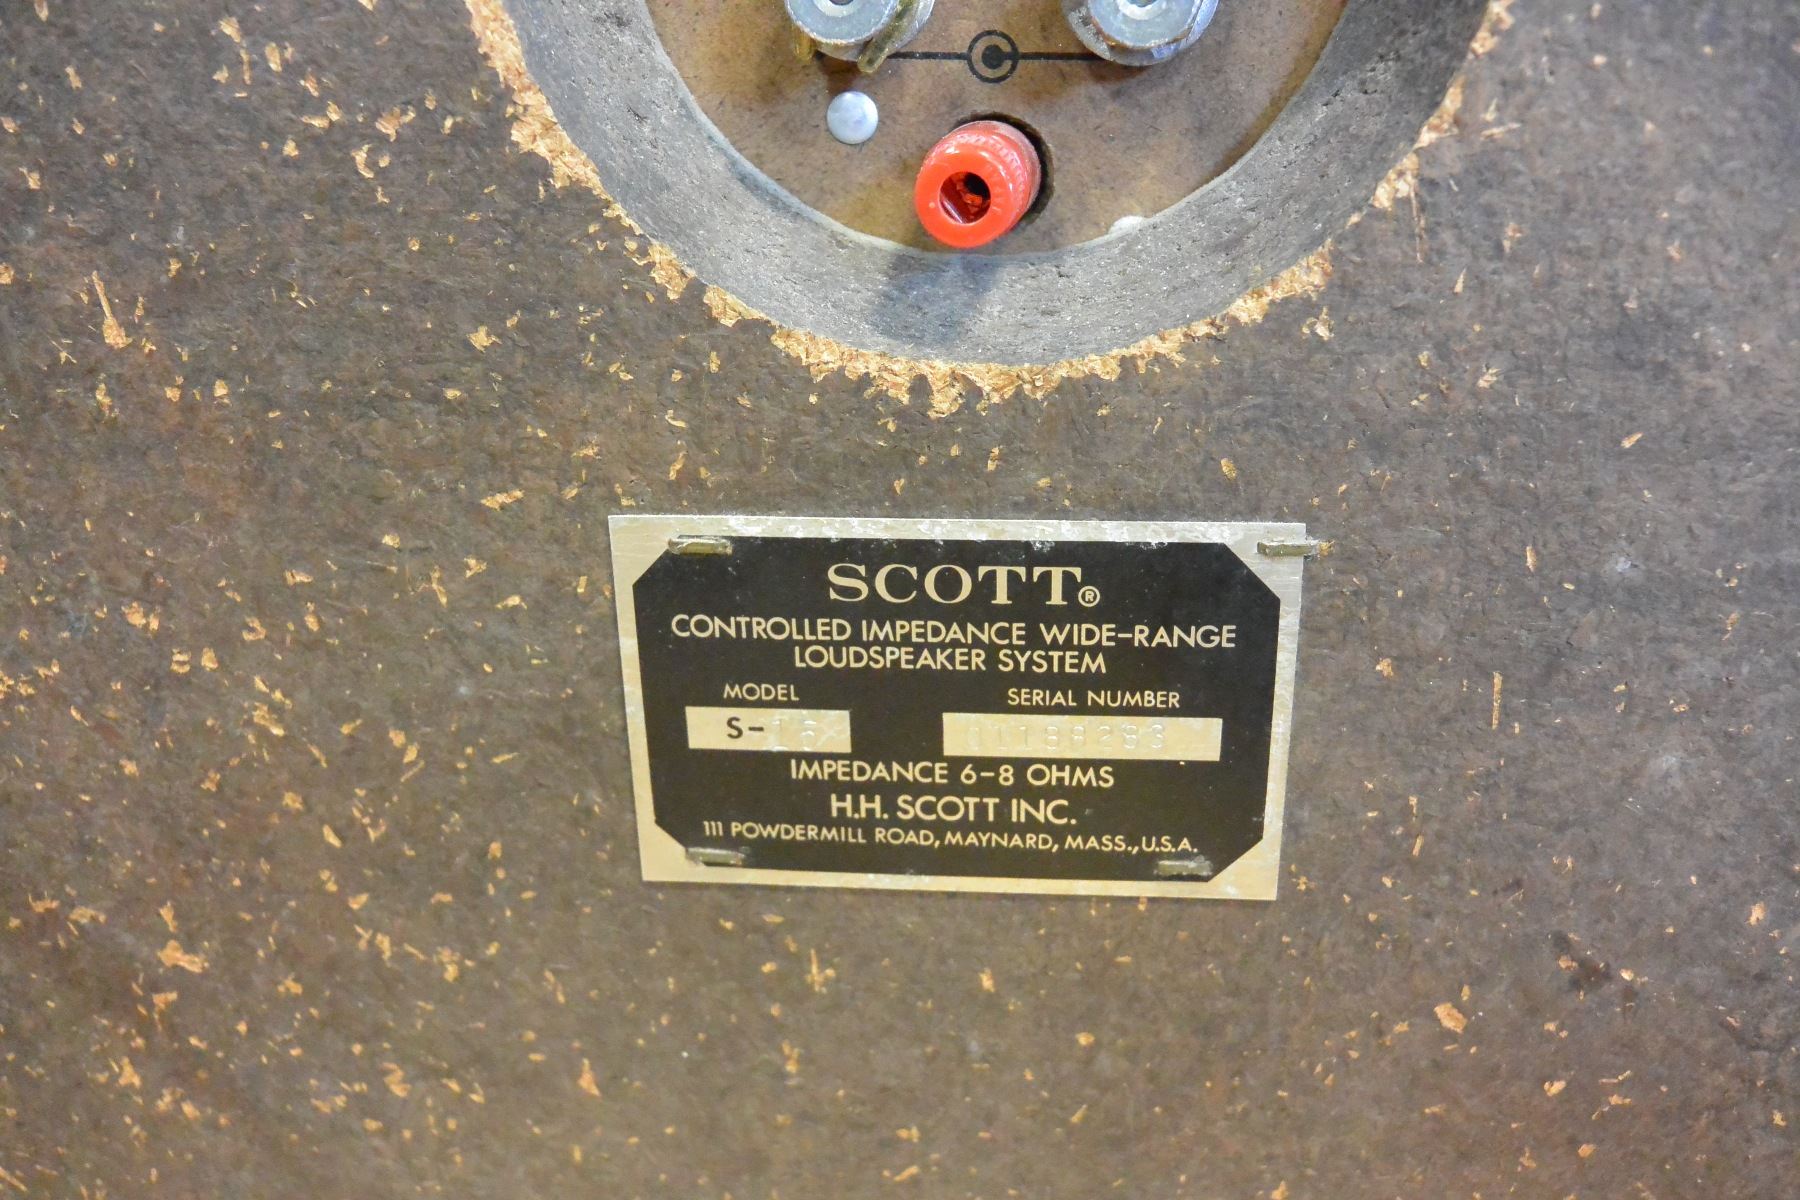 SCOTT®
CONTROLLED IMPEDANCE WIDE-RANGE
LOUDSPEAKER SYSTEM
MODEL SERIAL NUMBER
S-15
IMPEDANCE 6-8 OHMS
H.H. SCOTT INC.
111 POWDERMILL ROAD, MAYNARD, MASS., U.S.A.